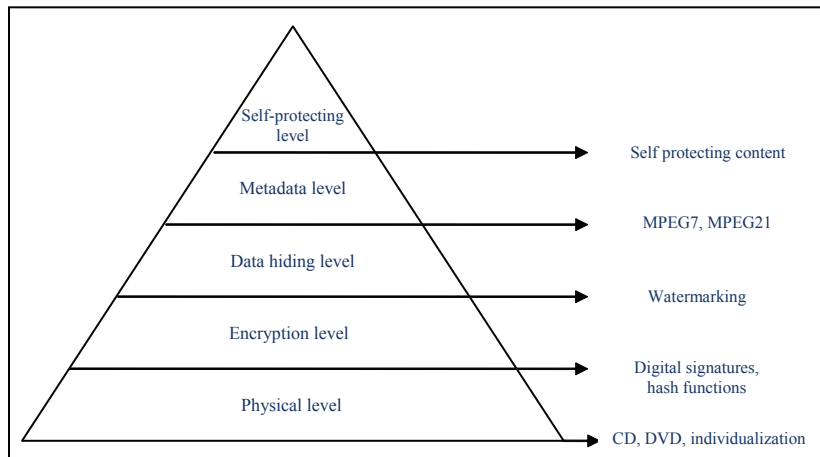 Self-protecting
level
Self protecting content
Metadata level
MPEG7, MPEG21
Data hiding level
Watermarking
Encryption level
Digital signatures,
hash functions
Physical level
CD, DVD, individualization